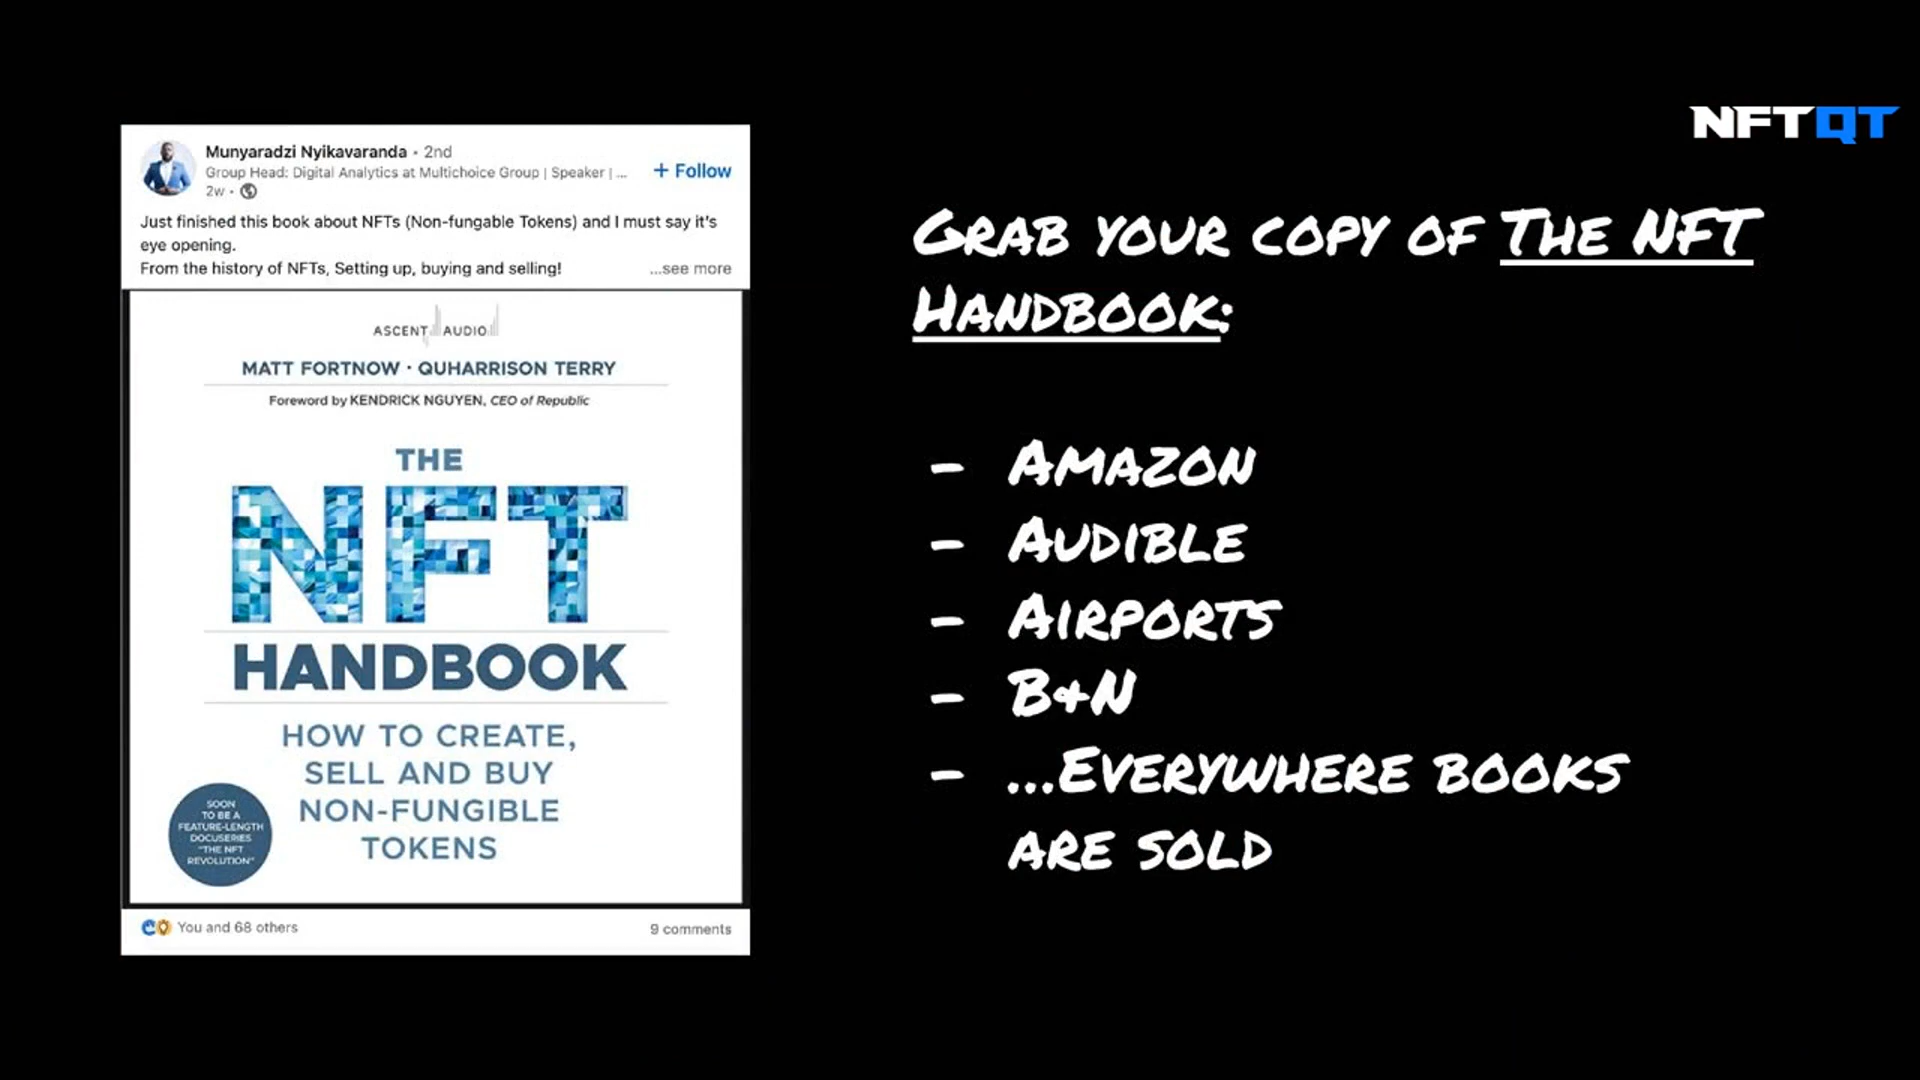 NFTQT
Munyaradzi Nyikavaranda • 2nd
Group Head: Digital Analytics at Multichoice Group | Speaker | ...
2w •
+ Follow
Just finished this book about NFTs (Non-fungable Tokens) and I must say it's
eye opening.
From the history of NFTs, Setting up, buying and selling!
...see more
ASCENT AUDIO
MATT FORTNOW · QUHARRISON TERRY
Foreword by KENDRICK NGUYEN, CEO of Republic
THE
NFT
HANDBOOK
HOW TO CREATE,
SELL AND BUY
NON-FUNGIBLE
TOKENS
SOON
TO BE A
FEATURE-LENGTH
DOCUSERIES
"THE NFT
REVOLUTION"
You and 68 others
9 comments
GRAB YOUR COPY OF THE NFT
HANDBOOK:
- AMAZON
- AUDIBLE
- AIRPORTS
- B&N
- ...EVERYWHERE BOOKS
ARE SOLD